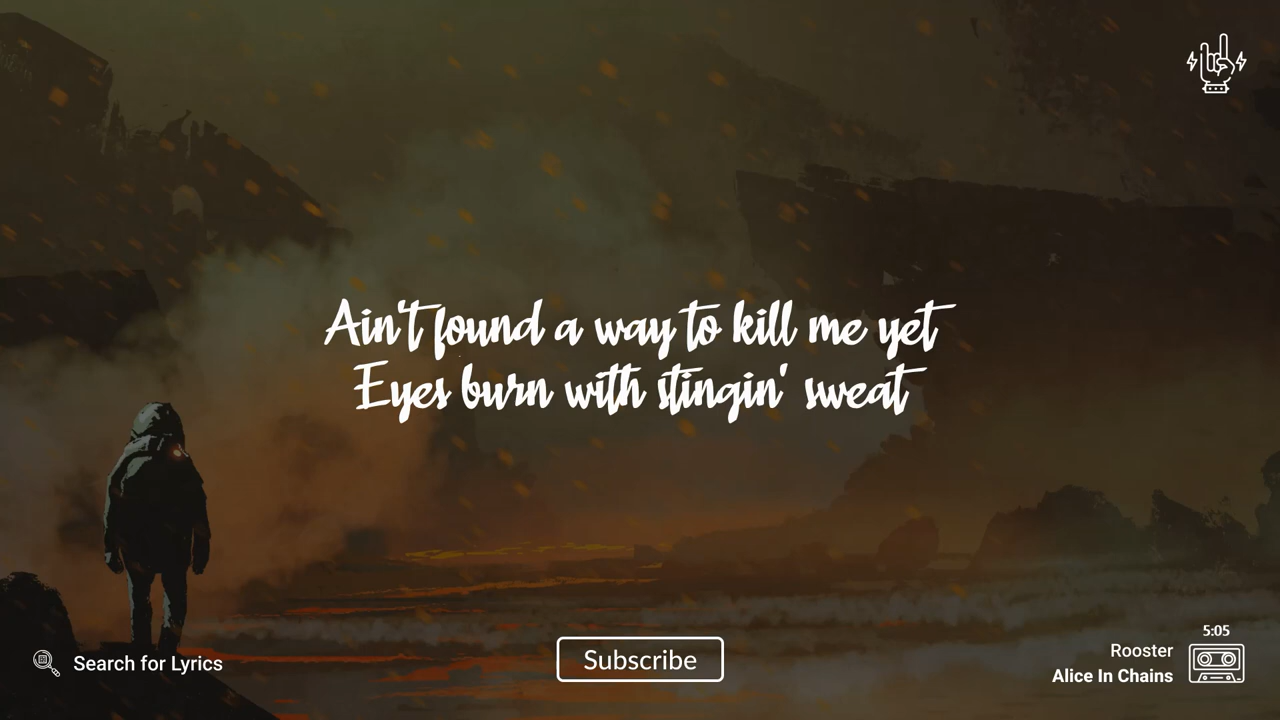 Ain't found a way to kill me yet
Eyes burn with stingin' sweat
Search for Lyrics
Subscribe
5:05
Rooster
Alice In Chains